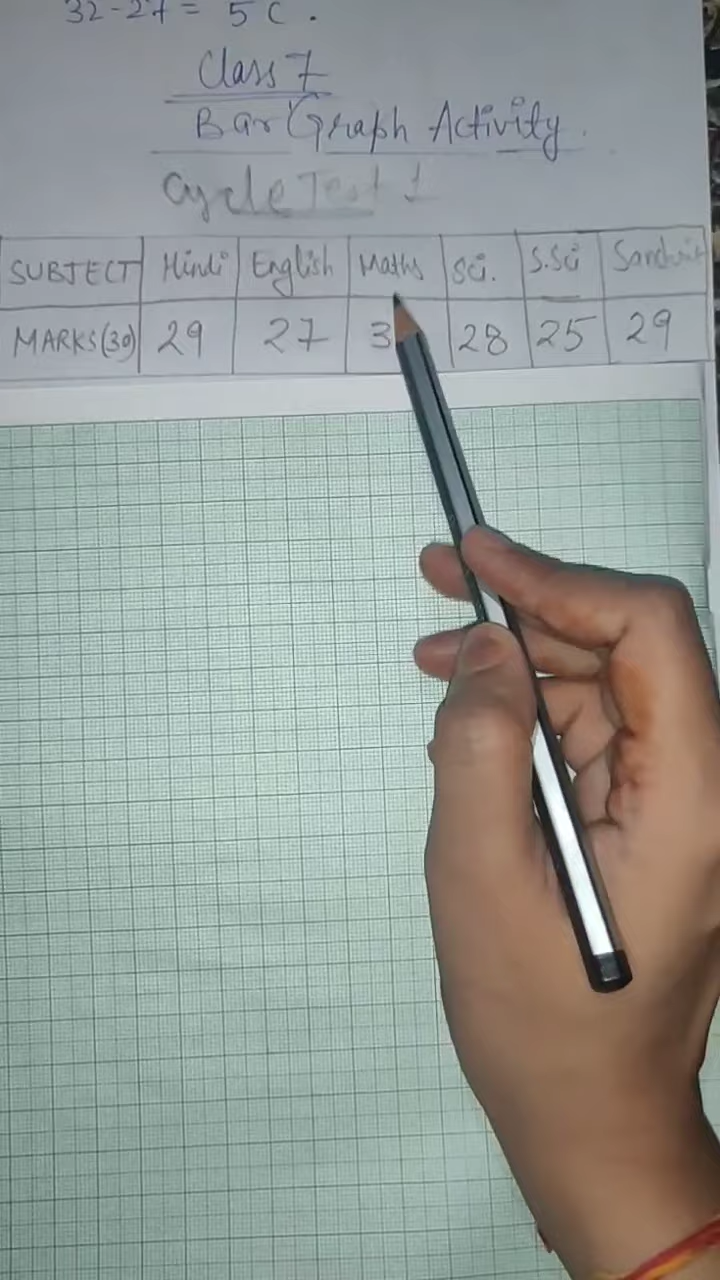 32-27 = 5 C.
Class 7
Bar Graph Activity
Cycle Test 1
SUBJECT Hindi English Maths Sci. S.Sci
MARKS(30) 29 27 3 28 25 29